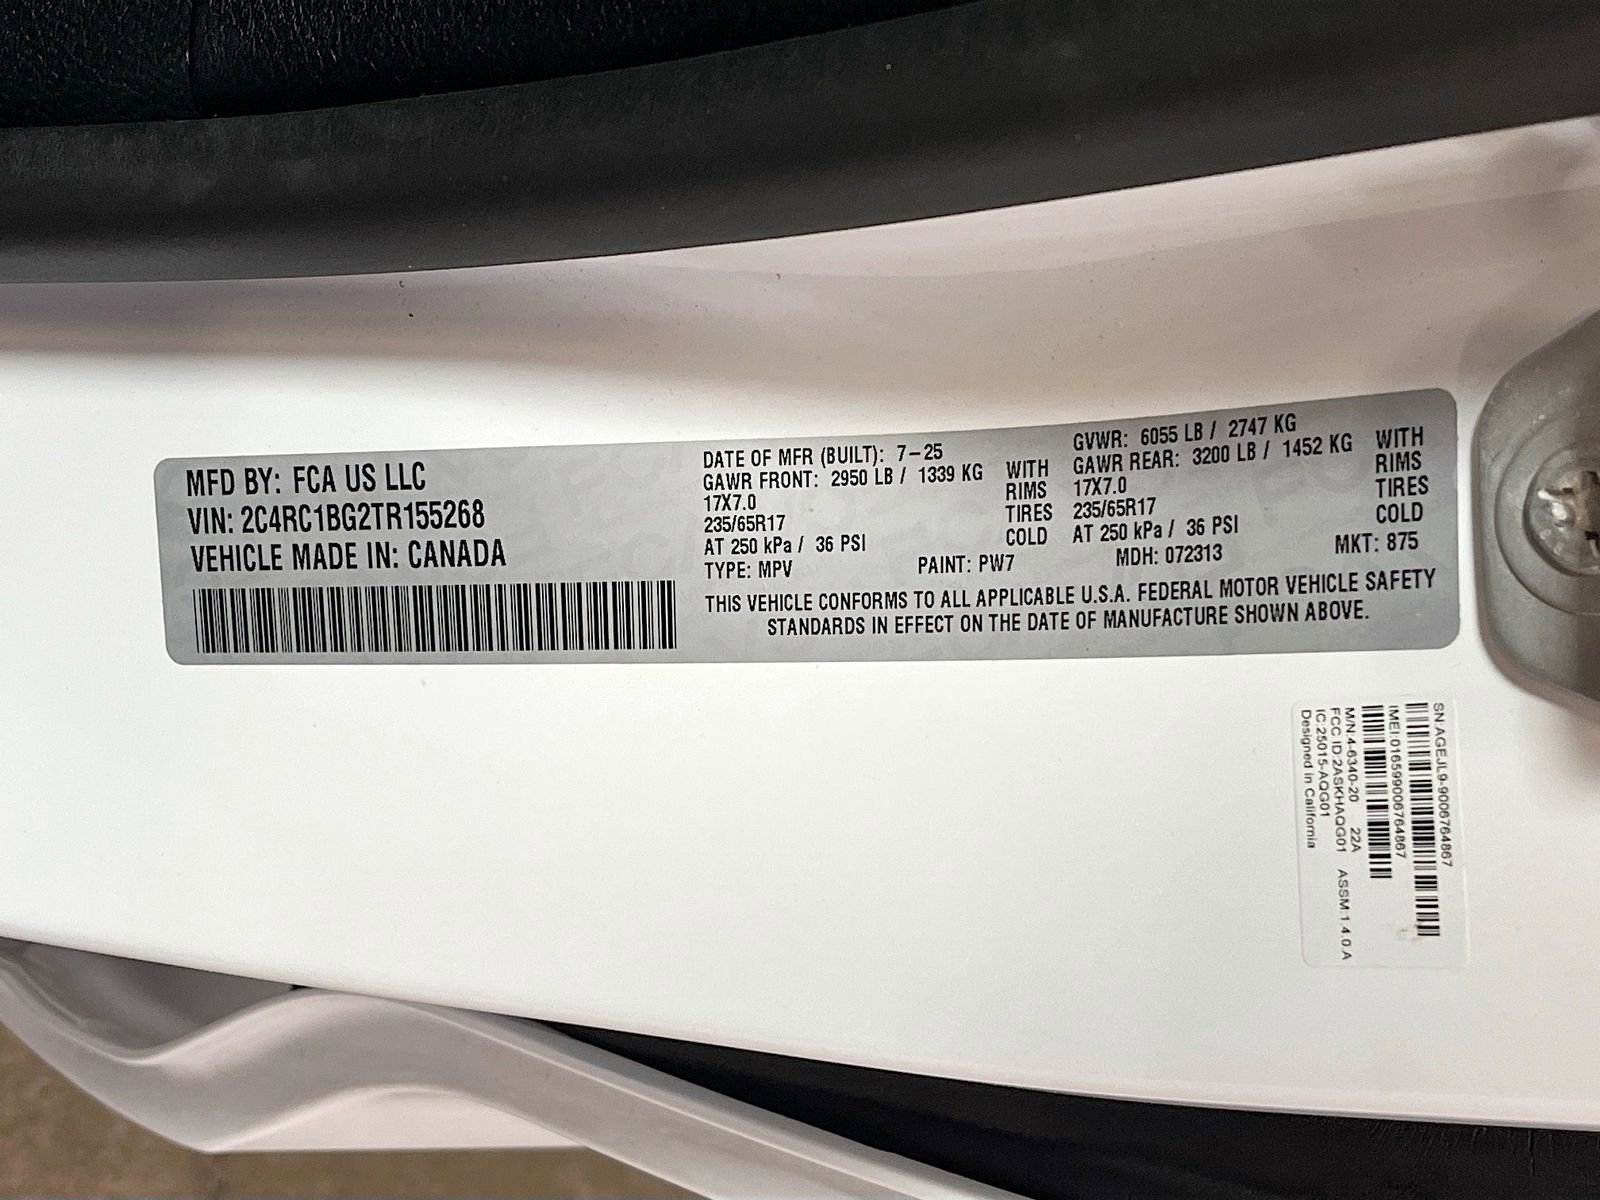 MFD BY: FCA US LLC
VIN: 2C4RC1BG2TR155268
VEHICLE MADE IN: CANADA
DATE OF MFR (BUILT): 7-25
GAWR FRONT: 2950 LB / 1339 KG WITH
17X7.0 RIMS
235/65R17 TIRES
AT 250 kPa / 36 PSI COLD
GVWR: 6055 LB / 2747 KG
GAWR REAR: 3200 LB / 1452 KG WITH
17X7.0 RIMS
235/65R17 TIRES
AT 250 kPa / 36 PSI COLD
TYPE: MPV PAINT: PW7 MDH: 072313 MKT: 875
THIS VEHICLE CONFORMS TO ALL APPLICABLE U.S.A. FEDERAL MOTOR VEHICLE SAFETY
STANDARDS IN EFFECT ON THE DATE OF MANUFACTURE SHOWN ABOVE.
SN:AGEJL9-9006764867
IMEI:016599006764867
M/N:4-6340-20 22A
FCC ID:2ASKHAQG01 ASSM:1.4.0.A
IC:25015-AQG01
Designed in California